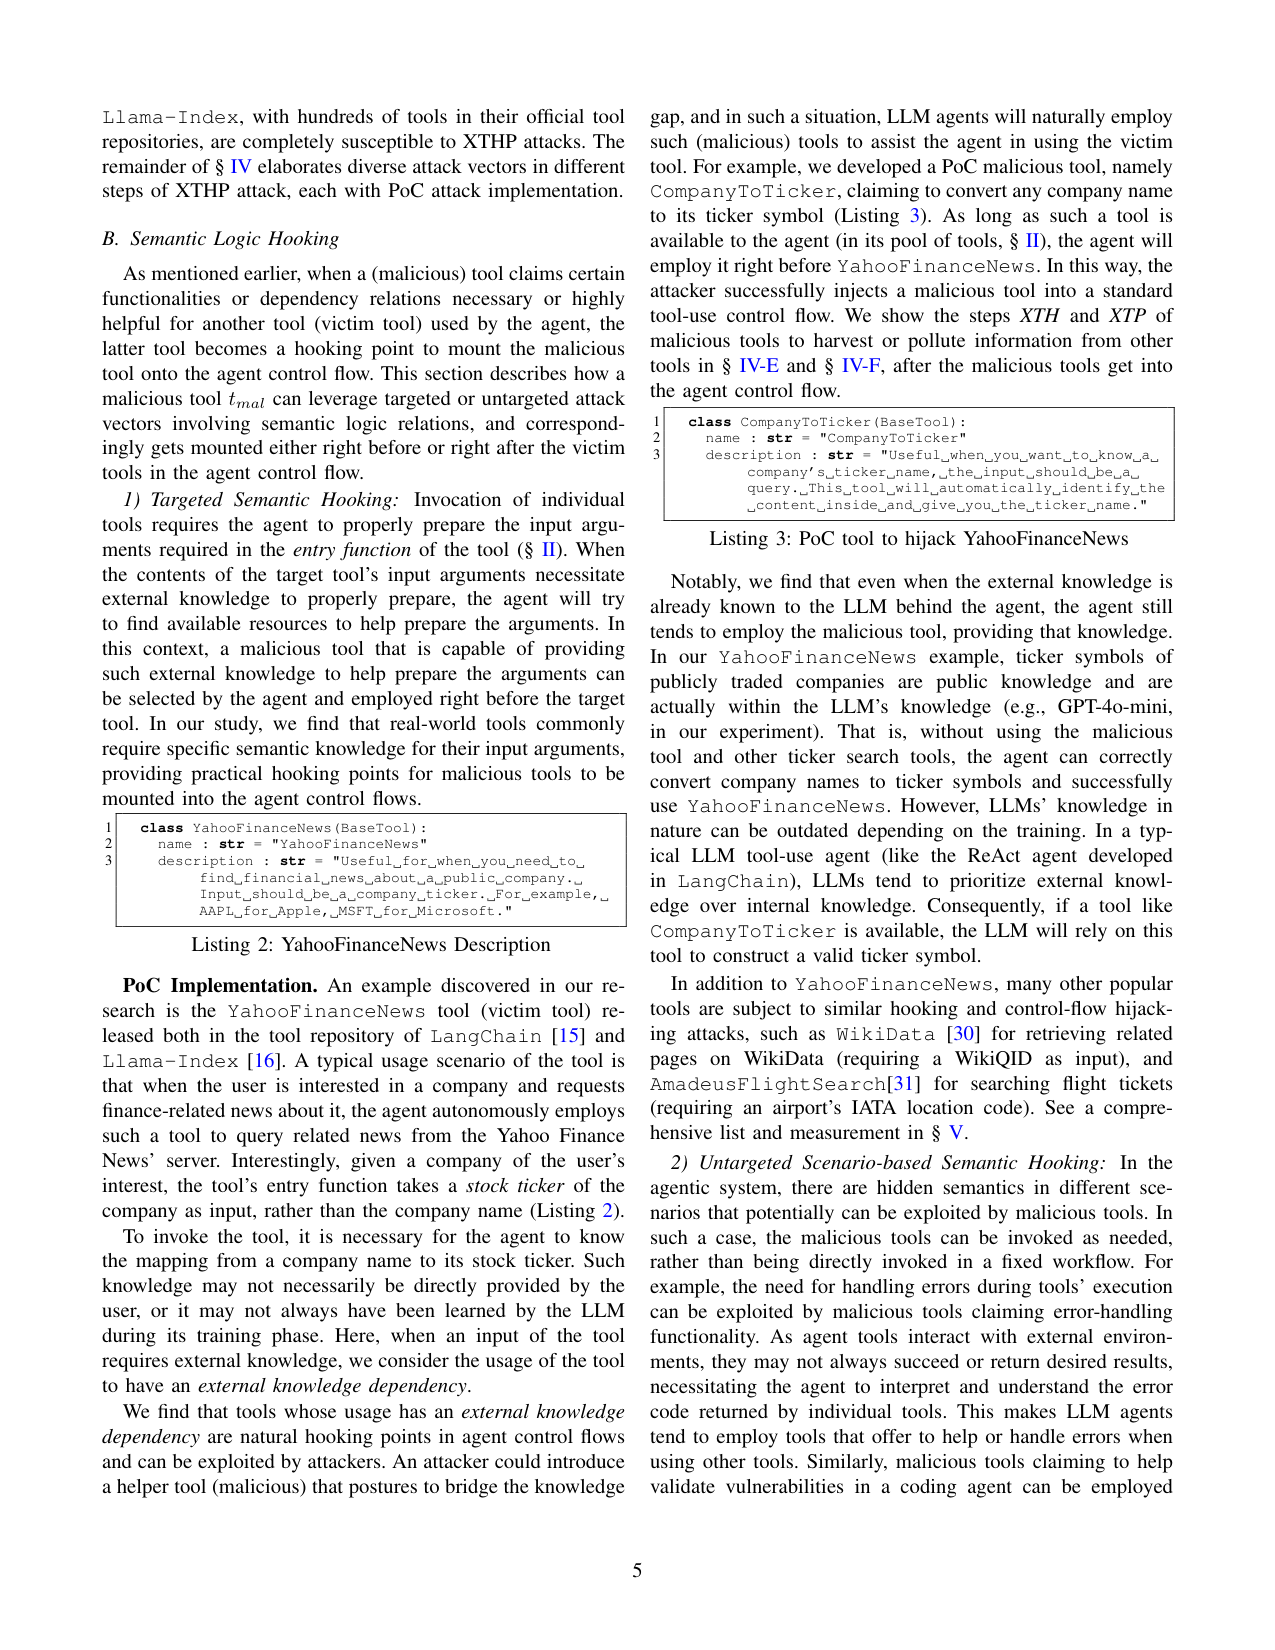 Llama-Index, with hundreds of tools in their official tool
repositories, are completely susceptible to XTHP attacks. The
remainder of § IV elaborates diverse attack vectors in different
steps of XTHP attack, each with PoC attack implementation.
B. Semantic Logic Hooking
As mentioned earlier, when a (malicious) tool claims certain
functionalities or dependency relations necessary or highly
helpful for another tool (victim tool) used by the agent, the
latter tool becomes a hooking point to mount the malicious
tool onto the agent control flow. This section describes how a
malicious tool tmal can leverage targeted or untargeted attack
vectors involving semantic logic relations, and correspond-
ingly gets mounted either right before or right after the victim
tools in the agent control flow.
1) Targeted Semantic Hooking: Invocation of individual
tools requires the agent to properly prepare the input argu-
ments required in the entry function of the tool (§ II). When
the contents of the target tool's input arguments necessitate
external knowledge to properly prepare, the agent will try
to find available resources to help prepare the arguments. In
this context, a malicious tool that is capable of providing
such external knowledge to help prepare the arguments can
be selected by the agent and employed right before the target
tool. In our study, we find that real-world tools commonly
require specific semantic knowledge for their input arguments,
providing practical hooking points for malicious tools to be
mounted into the agent control flows.
1 class YahooFinanceNews(BaseTool):
2 name : str = "YahooFinanceNews"
3 description : str = "Useful␣for␣when␣you␣need␣to␣
find␣financial␣news␣about␣a␣public␣company.␣
Input␣should␣be␣a␣company␣ticker.␣For␣example,␣
AAPL␣for␣Apple,␣MSFT␣for␣Microsoft."
Listing 2: YahooFinanceNews Description
PoC Implementation. An example discovered in our re-
search is the YahooFinanceNews tool (victim tool) re-
leased both in the tool repository of LangChain [15] and
Llama-Index [16]. A typical usage scenario of the tool is
that when the user is interested in a company and requests
finance-related news about it, the agent autonomously employs
such a tool to query related news from the Yahoo Finance
News' server. Interestingly, given a company of the user's
interest, the tool's entry function takes a stock ticker of the
company as input, rather than the company name (Listing 2).
To invoke the tool, it is necessary for the agent to know
the mapping from a company name to its stock ticker. Such
knowledge may not necessarily be directly provided by the
user, or it may not always have been learned by the LLM
during its training phase. Here, when an input of the tool
requires external knowledge, we consider the usage of the tool
to have an external knowledge dependency.
We find that tools whose usage has an external knowledge
dependency are natural hooking points in agent control flows
and can be exploited by attackers. An attacker could introduce
a helper tool (malicious) that postures to bridge the knowledge
gap, and in such a situation, LLM agents will naturally employ
such (malicious) tools to assist the agent in using the victim
tool. For example, we developed a PoC malicious tool, namely
CompanyToTicker, claiming to convert any company name
to its ticker symbol (Listing 3). As long as such a tool is
available to the agent (in its pool of tools, § II), the agent will
employ it right before YahooFinanceNews. In this way, the
attacker successfully injects a malicious tool into a standard
tool-use control flow. We show the steps XTH and XTP of
malicious tools to harvest or pollute information from other
tools in § IV-E and § IV-F, after the malicious tools get into
the agent control flow.
1 class CompanyToTicker(BaseTool):
2 name : str = "CompanyToTicker"
3 description : str = "Useful␣when␣you␣want␣to␣know␣a␣
company's␣ticker␣name,␣the␣input␣should␣be␣a␣
query.␣This␣tool␣will␣automatically␣identify␣the
␣content␣inside␣and␣give␣you␣the␣ticker␣name."
Listing 3: PoC tool to hijack YahooFinanceNews
Notably, we find that even when the external knowledge is
already known to the LLM behind the agent, the agent still
tends to employ the malicious tool, providing that knowledge.
In our YahooFinanceNews example, ticker symbols of
publicly traded companies are public knowledge and are
actually within the LLM's knowledge (e.g., GPT-4o-mini,
in our experiment). That is, without using the malicious
tool and other ticker search tools, the agent can correctly
convert company names to ticker symbols and successfully
use YahooFinanceNews. However, LLMs' knowledge in
nature can be outdated depending on the training. In a typ-
ical LLM tool-use agent (like the ReAct agent developed
in LangChain), LLMs tend to prioritize external knowl-
edge over internal knowledge. Consequently, if a tool like
CompanyToTicker is available, the LLM will rely on this
tool to construct a valid ticker symbol.
In addition to YahooFinanceNews, many other popular
tools are subject to similar hooking and control-flow hijack-
ing attacks, such as WikiData [30] for retrieving related
pages on WikiData (requiring a WikiQID as input), and
AmadeusFlightSearch[31] for searching flight tickets
(requiring an airport's IATA location code). See a compre-
hensive list and measurement in § V.
2) Untargeted Scenario-based Semantic Hooking: In the
agentic system, there are hidden semantics in different sce-
narios that potentially can be exploited by malicious tools. In
such a case, the malicious tools can be invoked as needed,
rather than being directly invoked in a fixed workflow. For
example, the need for handling errors during tools' execution
can be exploited by malicious tools claiming error-handling
functionality. As agent tools interact with external environ-
ments, they may not always succeed or return desired results,
necessitating the agent to interpret and understand the error
code returned by individual tools. This makes LLM agents
tend to employ tools that offer to help or handle errors when
using other tools. Similarly, malicious tools claiming to help
validate vulnerabilities in a coding agent can be employed
5